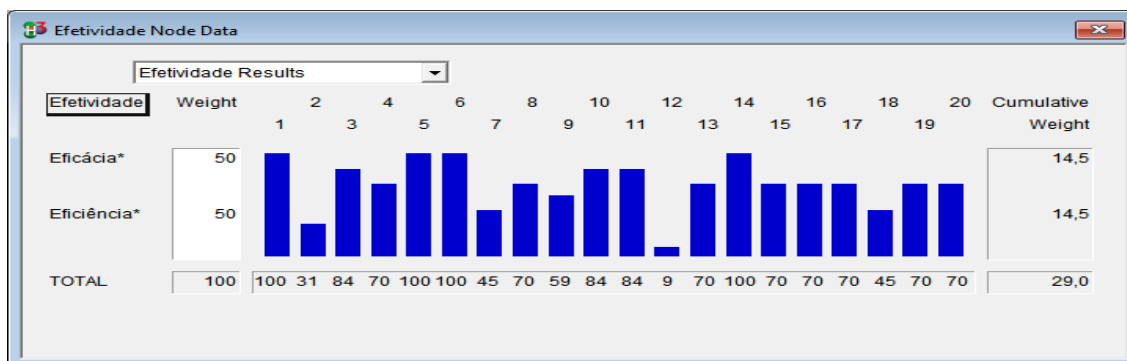 Efetividade Node Data
Efetividade Results
Efetividade Weight 2 4 6 8 10 12 14 16 18 20 Cumulative
1 3 5 7 9 11 13 15 17 19 Weight
Eficácia* 50 14,5
Eficiência* 50 14,5
TOTAL 100 100 31 84 70 100 100 45 70 59 84 84 9 70 100 70 70 70 45 70 70 29,0